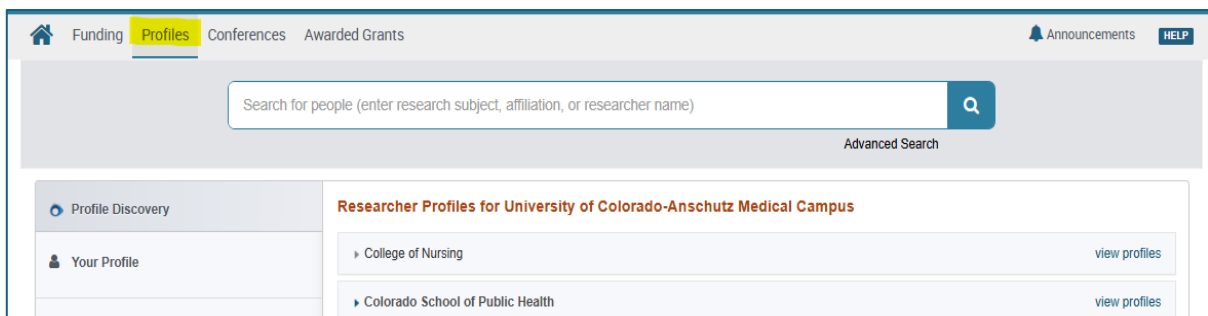 Funding Profiles Conferences Awarded Grants Announcements HELP
Search for people (enter research subject, affiliation, or researcher name)
Advanced Search
Profile Discovery
Researcher Profiles for University of Colorado-Anschutz Medical Campus
Your Profile
College of Nursing view profiles
Colorado School of Public Health view profiles